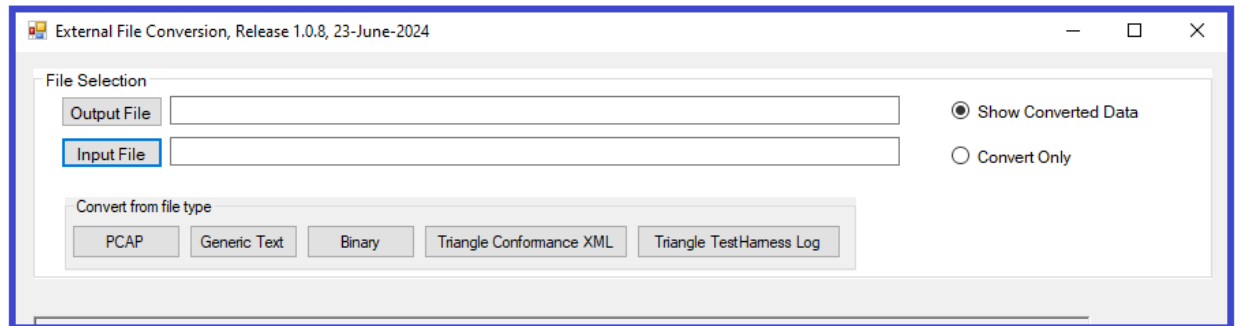 External File Conversion, Release 1.0.8, 23-June-2024
File Selection
Output File
Show Converted Data
Input File
Convert Only
Convert from file type
PCAP Generic Text Binary Triangle Conformance XML Triangle TestHarness Log